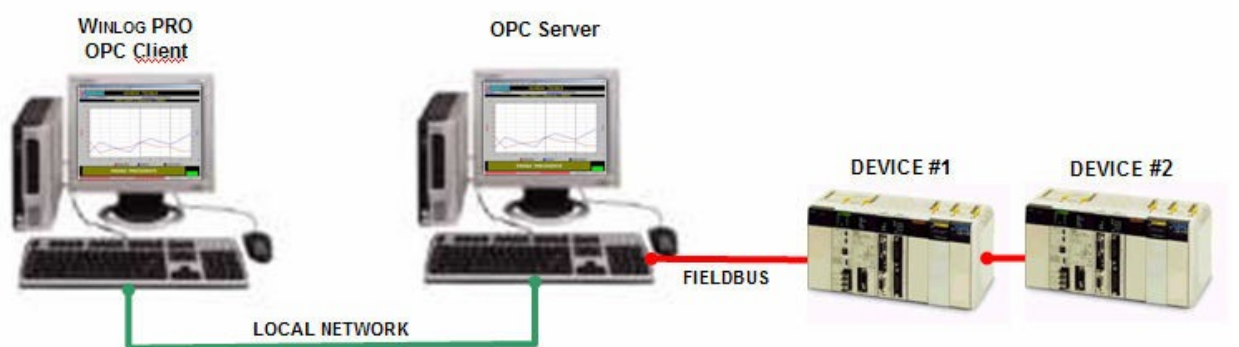 WINLOG PRO
OPC Client
OPC Server
DEVICE #1
DEVICE #2
FIELDBUS
LOCAL NETWORK